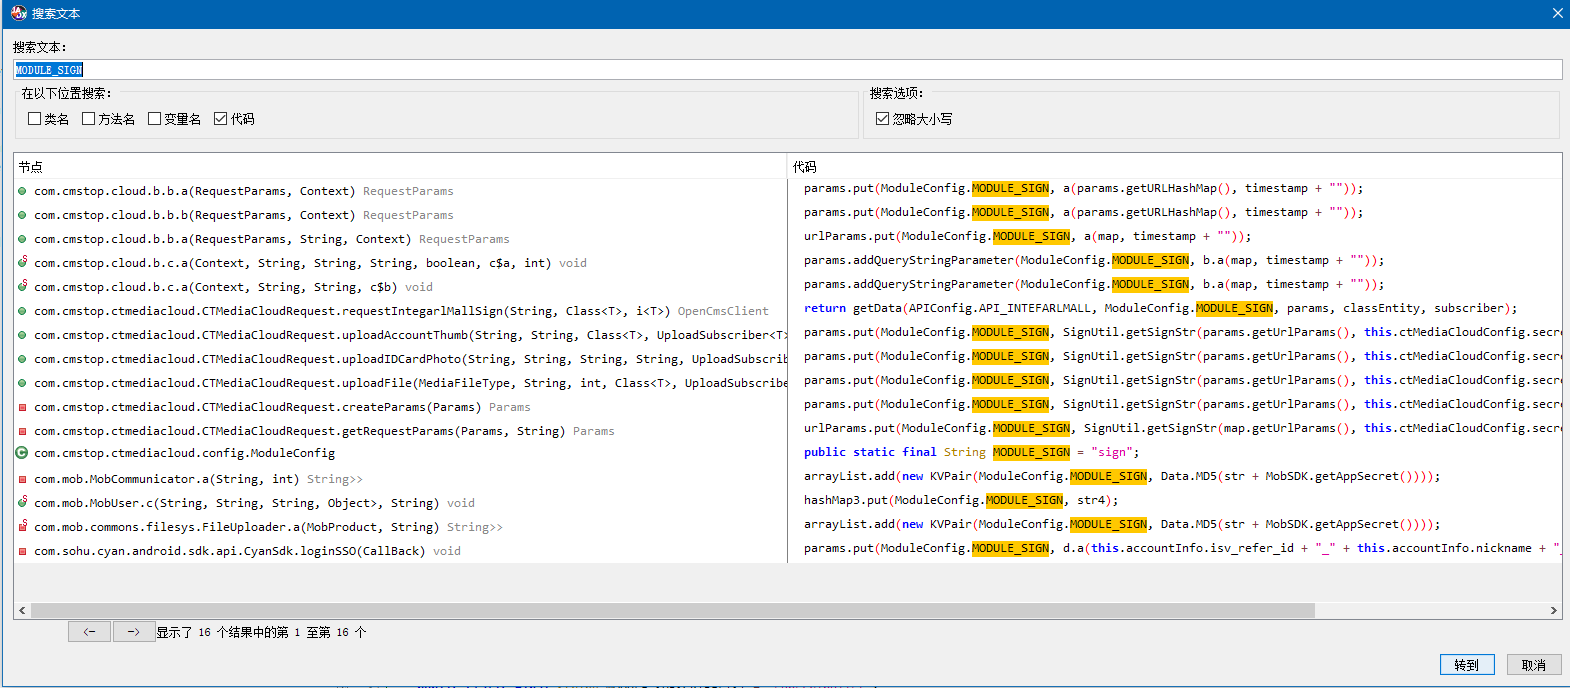 搜索文本
搜索文本：
MODULE_SIGN
在以下位置搜索：
类名 方法名 变量名 代码
搜索选项：
忽略大小写
节点 代码
com.cmstop.cloud.b.b.a(RequestParams, Context) RequestParams params.put(ModuleConfig.MODULE_SIGN, a(params.getURLHashMap(), timestamp + ""));
com.cmstop.cloud.b.b.b(RequestParams, Context) RequestParams params.put(ModuleConfig.MODULE_SIGN, a(params.getURLHashMap(), timestamp + ""));
com.cmstop.cloud.b.b.a(RequestParams, String, Context) RequestParams urlParams.put(ModuleConfig.MODULE_SIGN, a(map, timestamp + ""));
com.cmstop.cloud.b.c.a(Context, String, String, String, boolean, c$a, int) void params.addQueryStringParameter(ModuleConfig.MODULE_SIGN, b.a(map, timestamp + ""));
com.cmstop.cloud.b.c.a(Context, String, String, c$b) void params.addQueryStringParameter(ModuleConfig.MODULE_SIGN, b.a(map, timestamp + ""));
com.cmstop.ctmediacloud.CTMediaCloudRequest.requestIntegarlMallSign(String, Class<T>, i<T>) OpenCmsClient return getData(APIConfig.API_INTEFARLMALL, ModuleConfig.MODULE_SIGN, params, classEntity, subscriber);
com.cmstop.ctmediacloud.CTMediaCloudRequest.uploadAccountThumb(String, String, Class<T>, UploadSubscriber<T> params.put(ModuleConfig.MODULE_SIGN, SignUtil.getSignStr(params.getUrlParams(), this.ctMediaCloudConfig.secre
com.cmstop.ctmediacloud.CTMediaCloudRequest.uploadIDCardPhoto(String, String, String, String, UploadSubscrib params.put(ModuleConfig.MODULE_SIGN, SignUtil.getSignStr(params.getUrlParams(), this.ctMediaCloudConfig.secre
com.cmstop.ctmediacloud.CTMediaCloudRequest.uploadFile(MediaFileType, String, int, Class<T>, UploadSubscribe params.put(ModuleConfig.MODULE_SIGN, SignUtil.getSignStr(params.getUrlParams(), this.ctMediaCloudConfig.secre
com.cmstop.ctmediacloud.CTMediaCloudRequest.createParams(Params) Params params.put(ModuleConfig.MODULE_SIGN, SignUtil.getSignStr(params.getUrlParams(), this.ctMediaCloudConfig.secre
com.cmstop.ctmediacloud.CTMediaCloudRequest.getRequestParams(Params, String) Params urlParams.put(ModuleConfig.MODULE_SIGN, SignUtil.getSignStr(map.getUrlParams(), this.ctMediaCloudConfig.secre
com.cmstop.ctmediacloud.config.ModuleConfig public static final String MODULE_SIGN = "sign";
com.mob.MobCommunicator.a(String, int) String>> arrayList.add(new KVPair(ModuleConfig.MODULE_SIGN, Data.MD5(str + MobSDK.getAppSecret())));
com.mob.MobUser.c(String, String, String, Object>, String) void hashMap3.put(ModuleConfig.MODULE_SIGN, str4);
com.mob.commons.filesys.FileUploader.a(MobProduct, String) String>> arrayList.add(new KVPair(ModuleConfig.MODULE_SIGN, Data.MD5(str + MobSDK.getAppSecret())));
com.sohu.cyan.android.sdk.api.CyanSdk.loginSSO(CallBack) void params.put(ModuleConfig.MODULE_SIGN, d.a(this.accountInfo.isv_refer_id + "_" + this.accountInfo.nickname + "_
<- -> 显示了 16 个结果中的第 1 至第 16 个
转到 取消